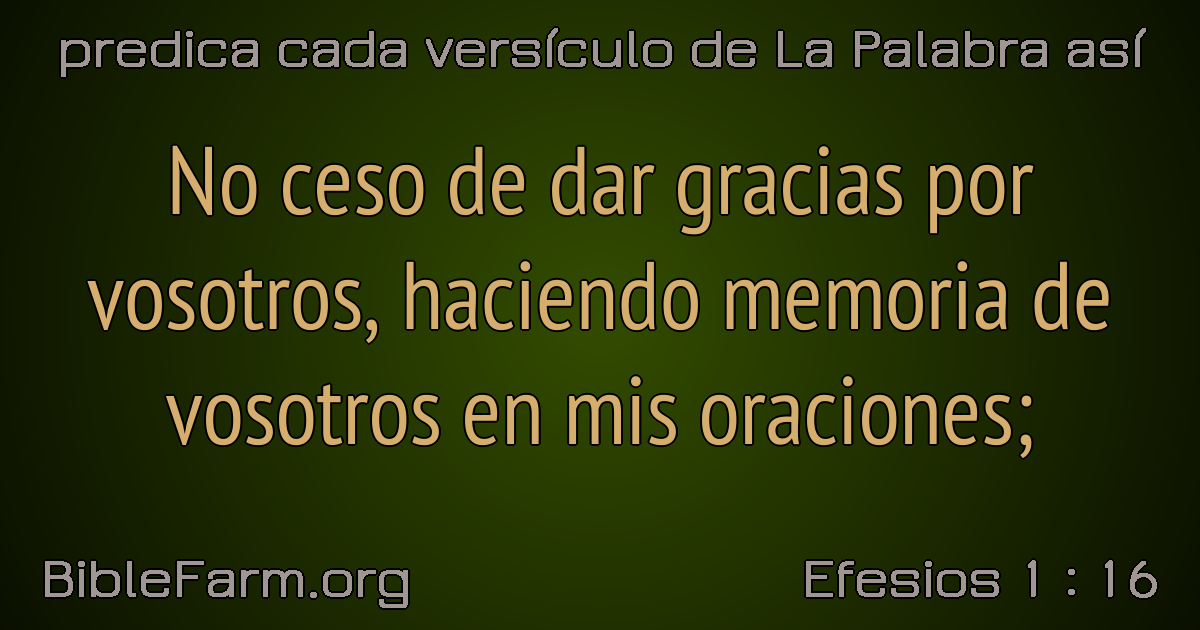 predica cada versículo de La Palabra así
No ceso de dar gracias por
vosotros, haciendo memoria de
vosotros en mis oraciones;
BibleFarm.org
Efesios 1 : 16